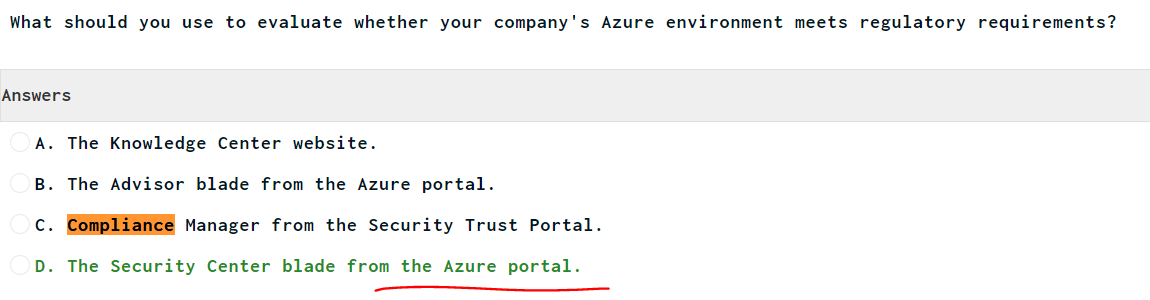 What should you use to evaluate whether your company's Azure environment meets regulatory requirements?
Answers
A. The Knowledge Center website.
B. The Advisor blade from the Azure portal.
C. Compliance Manager from the Security Trust Portal.
D. The Security Center blade from the Azure portal.